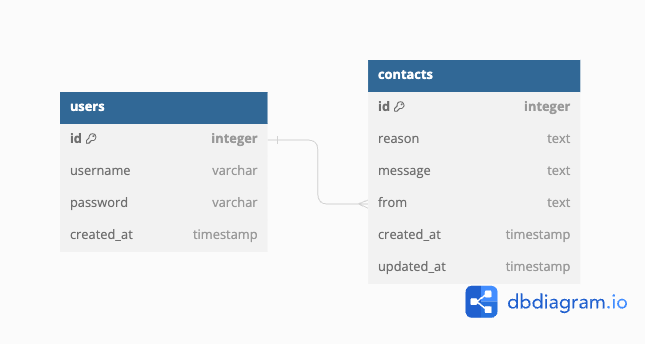 users
id integer
username varchar
password varchar
created_at timestamp
contacts
id integer
reason text
message text
from text
created_at timestamp
updated_at timestamp
dbdiagram.io